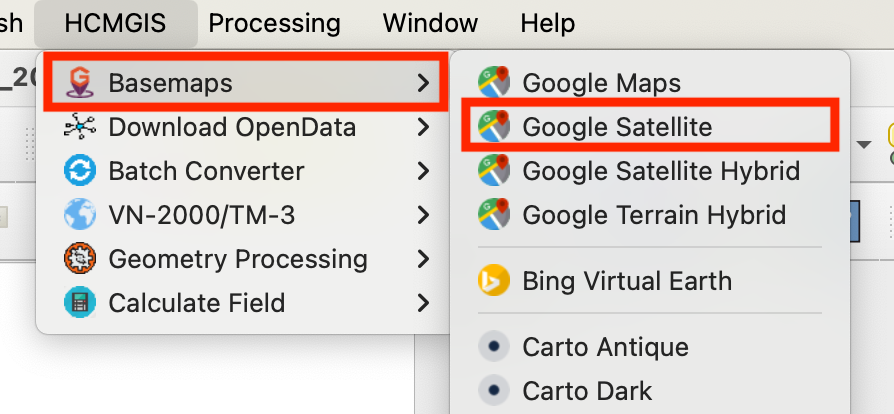 sh HCMGIS Processing Window Help
_20
Basemaps
Download OpenData
Batch Converter
VN-2000/TM-3
Geometry Processing
Calculate Field
Google Maps
Google Satellite
Google Satellite Hybrid
Google Terrain Hybrid
Bing Virtual Earth
Carto Antique
Carto Dark